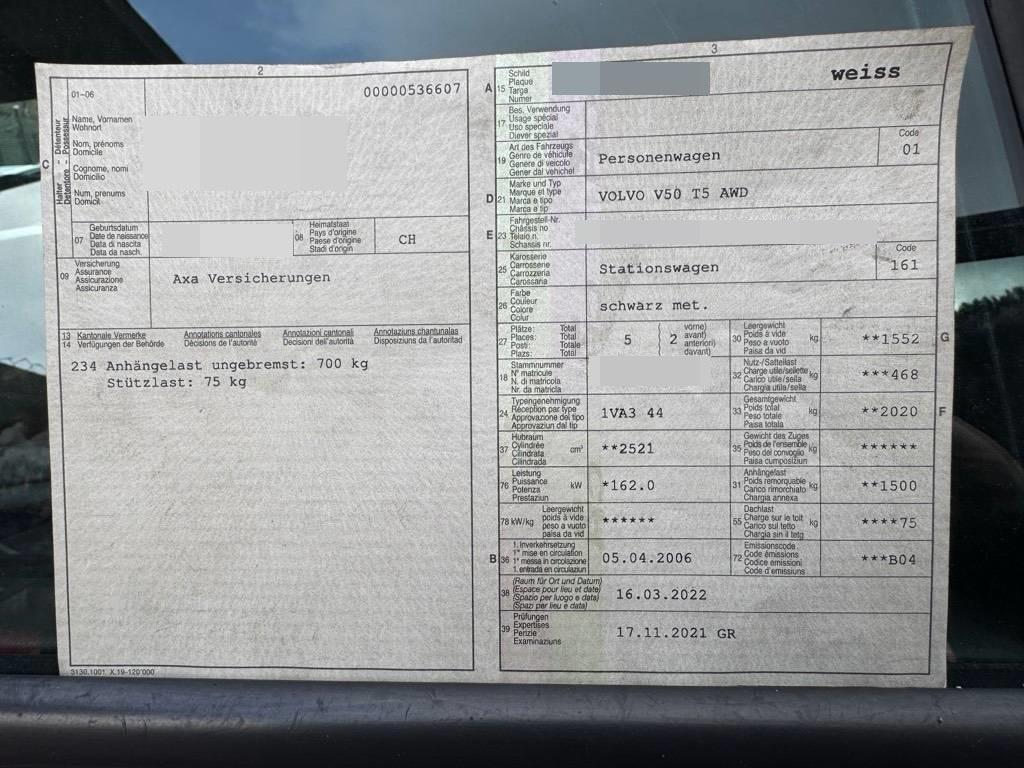 2
01-06
00000536607
Halter - Détenteur
Detentore - Possessur
C
Name, Vornamen
Wohnort
Nom, prénoms
Domicile
Cognome, nomi
Domicilio
Num, prenums
Domicil
07 Geburtsdatum
Date de naissance
Data di nascita
Data da nasch.
08 Heimatstaat
Pays d'origine
Paese d'origine
Stadi d'origin
CH
09 Versicherung
Assurance
Assicurazione
Assicuranza
Axa Versicherungen
13 Kantonale Vermerke Annotations cantonales Annotazioni cantonali Annotaziuns chantunalas
14 Verfügungen der Behörde Décisions de l'autorité Decisioni dell'autorità Disposiziuns da l'autoritad
234 Anhängelast ungebremst: 700 kg
Stützlast: 75 kg
5130.1001 X.19-120'000
3
A 15 Schild
Plaque
Targa
Numer
weiss
17 Bes. Verwendung
Usage spécial
Uso speciale
Diever spezial
19 Art des Fahrzeugs
Genre de véhicule
Genere di veicolo
Gener dal vehichel
Personenwagen
Code
01
D 21 Marke und Typ
Marque et type
Marca e tipo
Marca e tip
VOLVO V50 T5 AWD
E 23 Fahrgestell-Nr.
Châssis no
Telaio n.
Schassis nr.
25 Karosserie
Carrosserie
Carrozzeria
Carossaria
Stationswagen
Code
161
26 Farbe
Couleur
Colore
Colur
schwarz met.
27 Plätze: Total
Places: Total
Posti: Totale
Plazs: Total
5
2
vorne)
avant)
anteriori)
davant)
30 Leergewicht
Poids à vide
Peso a vuoto
Paisa da vid
kg
**1552
G
18 Stammnummer
N° matricule
N. di matricola
Nr. da matricla
32 Nutz-/Sattellast
Charge utile/sellette
Carico utile/sella
Chargia utila/sella
kg
***468
24 Typengenehmigung
Réception par type
Approvazione del tipo
Approvaziun dal tip
1VA3 44
33 Gesamtgewicht
Poids total
Peso totale
Paisa totala
kg
**2020
F
37 Hubraum
Cylindrée
Cilindrata
Cilindrada
cm³
**2521
35 Gewicht des Zuges
Poids de l'ensemble
Peso del convoglio
Paisa cumposiziun
kg
******
76 Leistung
Puissance
Potenza
Prestaziun
kW
*162.0
31 Anhängelast
Poids remorquable
Carico rimorchiato
Chargia annexa
kg
**1500
78 kW/kg
Leergewicht
poids à vide
peso a vuoto
paisa da vid
******
55 Dachlast
Charge sur le toit
Carico sul tetto
Chargia sin il tetg
kg
****75
B 36 1. Inverkehrsetzung
1re mise en circulation
1a messa in circolazione
1. entrada en circulaziun
05.04.2006
72 Emissionscode
Code émissions
Codice emissioni
Code d'emissiuns
***B04
38 (Raum für Ort und Datum)
(Espace pour lieu et date)
(Spazio per luogo e data)
(Spazi per lieu e data)
16.03.2022
39 Prüfungen
Expertises
Perizie
Examinaziuns
17.11.2021 GR